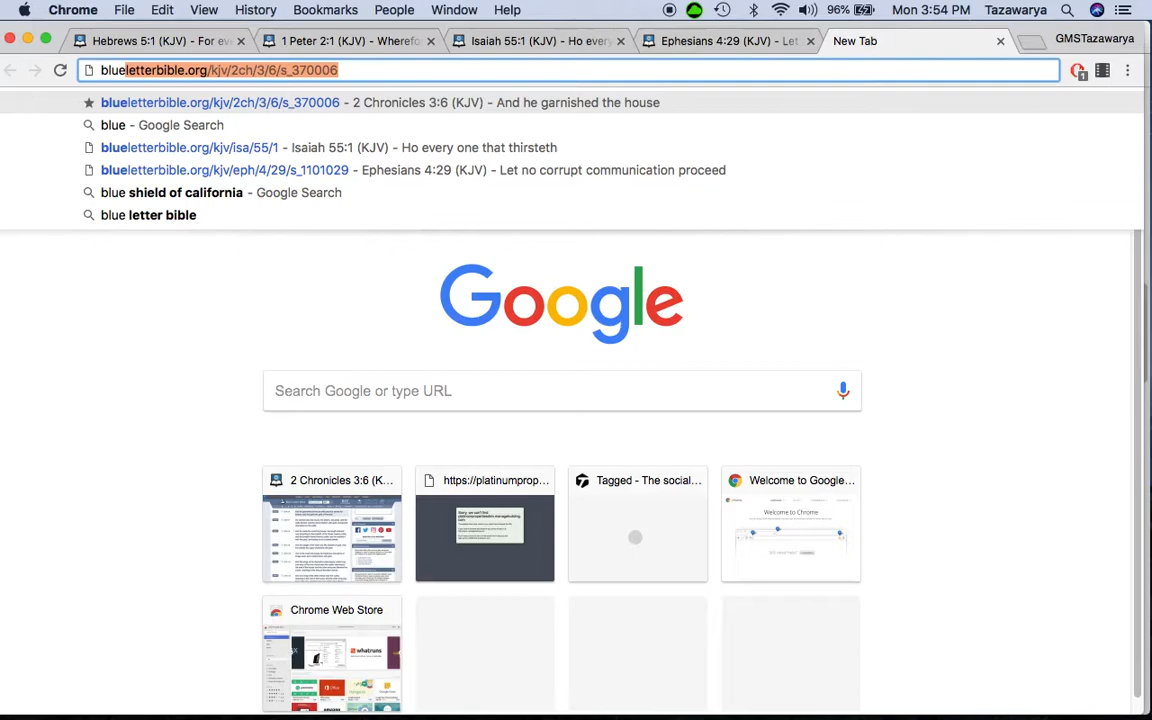 Chrome File Edit View History Bookmarks People Window Help 96% Mon 3:54 PM Tazawarya
Hebrews 5:1 (KJV) - For ev 1 Peter 2:1 (KJV) - Wheref Isaiah 55:1 (KJV) - Ho every Ephesians 4:29 (KJV) - Let New Tab GMSTazawarya
blueletterbible.org/kjv/2ch/3/6/s_370006 1
blueletterbible.org/kjv/2ch/3/6/s_370006 - 2 Chronicles 3:6 (KJV) - And he garnished the house
blue - Google Search
blueletterbible.org/kjv/isa/55/1 - Isaiah 55:1 (KJV) - Ho every one that thirsteth
blueletterbible.org/kjv/eph/4/29/s_1101029 - Ephesians 4:29 (KJV) - Let no corrupt communication proceed
blue shield of california - Google Search
blue letter bible
Google
Search Google or type URL
2 Chronicles 3:6 (K... https://platinumprop... Tagged - The social... Welcome to Google...
Welcome to Chrome
Chrome Web Store
whatruns